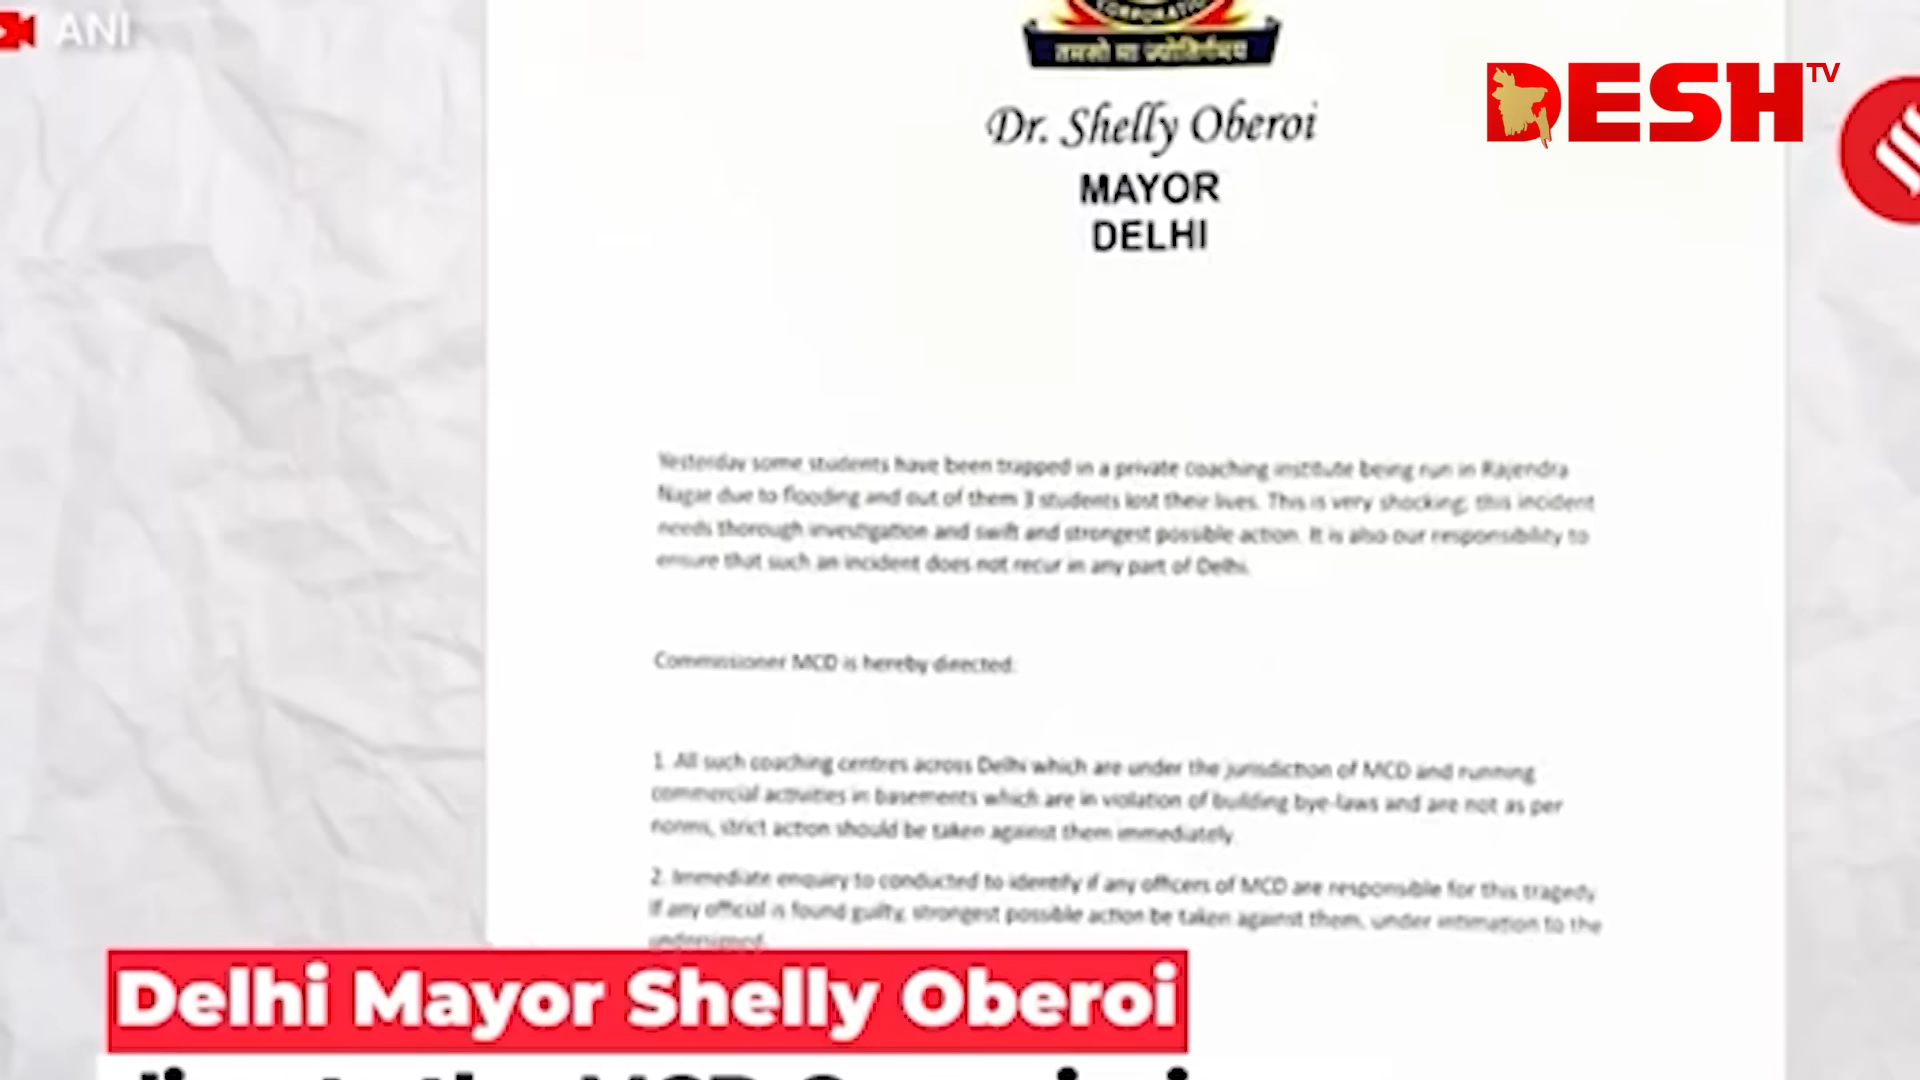 ANI
CORPORATION
तमसो मा ज्योतिर्गमय
DESH TV
Dr. Shelly Oberoi
MAYOR
DELHI
Yesterday some students have been trapped in a private coaching institute being run in Rajendra
Nagar due to flooding and out of them 3 students lost their lives. This is very shocking; this incident
needs thorough investigation and swift and strongest possible action. It is also our responsibility to
ensure that such an incident does not recur in any part of Delhi.
Commissioner MCD is hereby directed:
1. All such coaching centres across Delhi which are under the jurisdiction of MCD and running
commercial activities in basements which are in violation of building bye-laws and are not as per
norms, strict action should be taken against them immediately.
2. Immediate enquiry to conducted to identify if any officers of MCD are responsible for this tragedy.
If any official is found guilty, strongest possible action be taken against them, under intimation to the
undersigned.
Delhi Mayor Shelly Oberoi